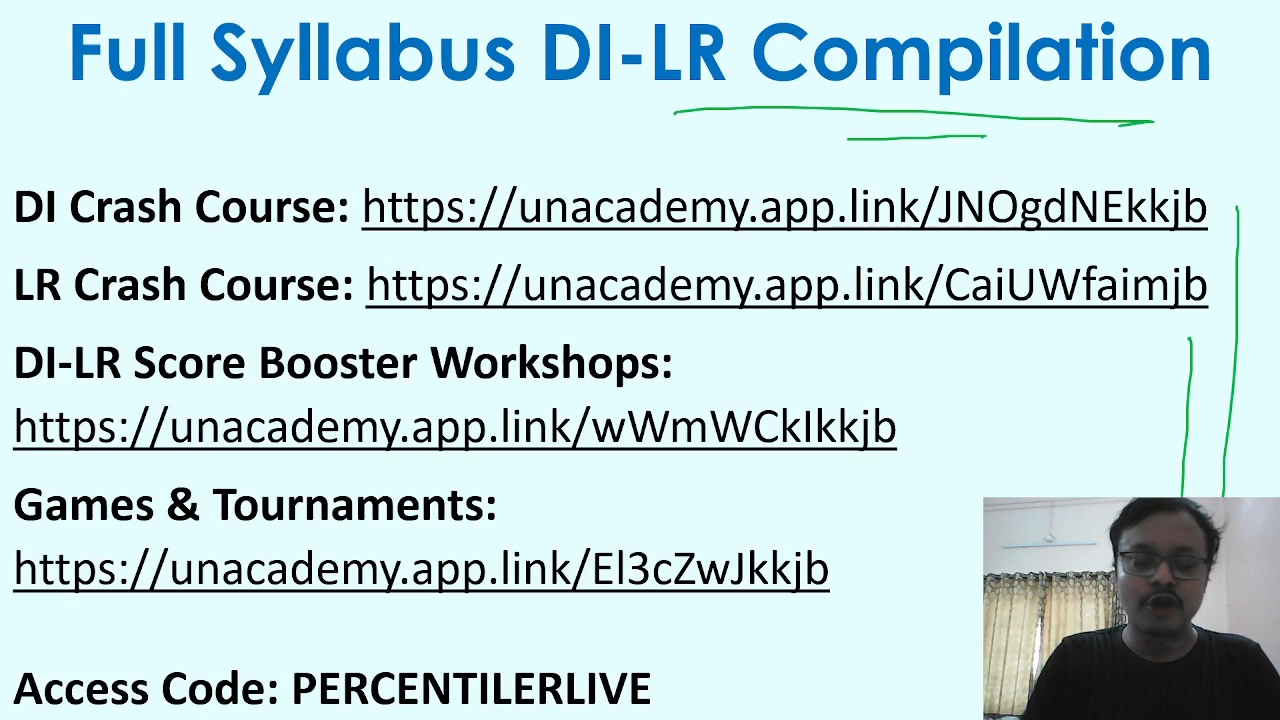 Full Syllabus DI-LR Compilation
DI Crash Course: https://unacademy.app.link/JNOgdNEkkjb
LR Crash Course: https://unacademy.app.link/CaiUWfaimjb
DI-LR Score Booster Workshops:
https://unacademy.app.link/wWmWCkIkkjb
Games & Tournaments:
https://unacademy.app.link/El3cZwJkkjb
Access Code: PERCENTILERLIVE